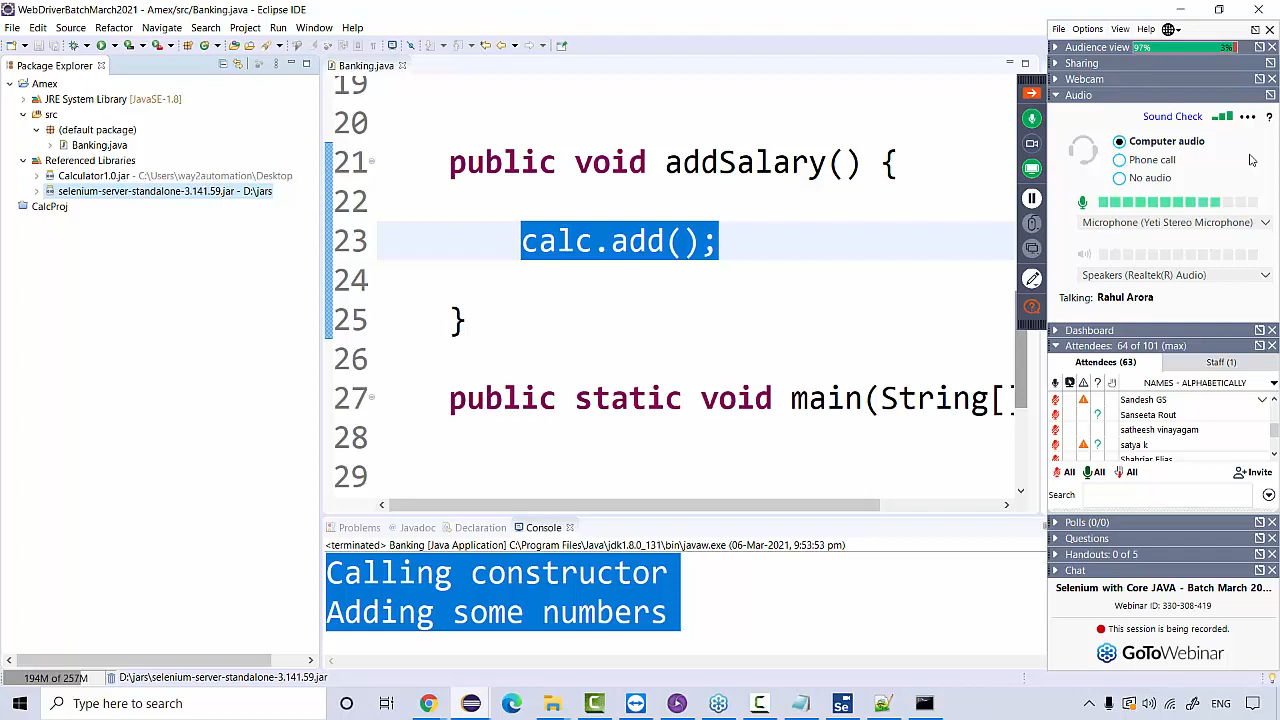 WebDriverBatchMarch2021 - Amex/src/Banking.java - Eclipse IDE
File Edit Source Refactor Navigate Search Project Run Window Help
Package Explorer
Amex
JRE System Library [JavaSE-1.8]
src
(default package)
Banking.java
Referenced Libraries
Calculator1.0.jar - C:\Users\way2automation\Desktop
selenium-server-standalone-3.141.59.jar - D:\jars
CalcProj
Banking.java
19
20
21 public void addSalary() {
22
23 calc.add();
24
25 }
26
27 public static void main(String[]
28
29
Problems Javadoc Declaration Console
<terminated> Banking [Java Application] C:\Program Files\Java\jdk1.8.0_131\bin\javaw.exe (06-Mar-2021, 9:53:53 pm)
Calling constructor
Adding some numbers
194M of 257M
D:\jars\selenium-server-standalone-3.141.59.jar
File Options View Help
Audience view 97% 3%
Sharing
Webcam
Audio
Sound Check ?
Computer audio
Phone call
No audio
Microphone (Yeti Stereo Microphone)
Speakers (Realtek(R) Audio)
Talking: Rahul Arora
Dashboard
Attendees: 64 of 101 (max)
Attendees (63) Staff (1)
NAMES - ALPHABETICALLY
Sandesh GS
Sanseeta Rout
satheesh vinayagam
satya k
Shahriar Elias
All All All Invite
Search
Polls (0/0)
Questions
Handouts: 0 of 5
Chat
Selenium with Core JAVA - Batch March 20...
Webinar ID: 330-308-419
This session is being recorded.
GoToWebinar
Type here to search
Se
ENG